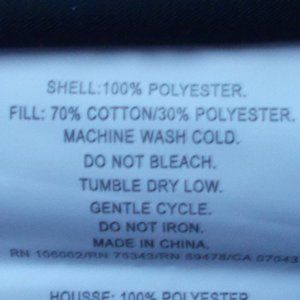 SHELL:100% POLYESTER.
FILL: 70% COTTON/30% POLYESTER.
MACHINE WASH COLD.
DO NOT BLEACH.
TUMBLE DRY LOW.
GENTLE CYCLE.
DO NOT IRON.
MADE IN CHINA.
RN 106002/RN 75343/RN 59478/CA 07043
HOUSSE: 100% POLYESTER